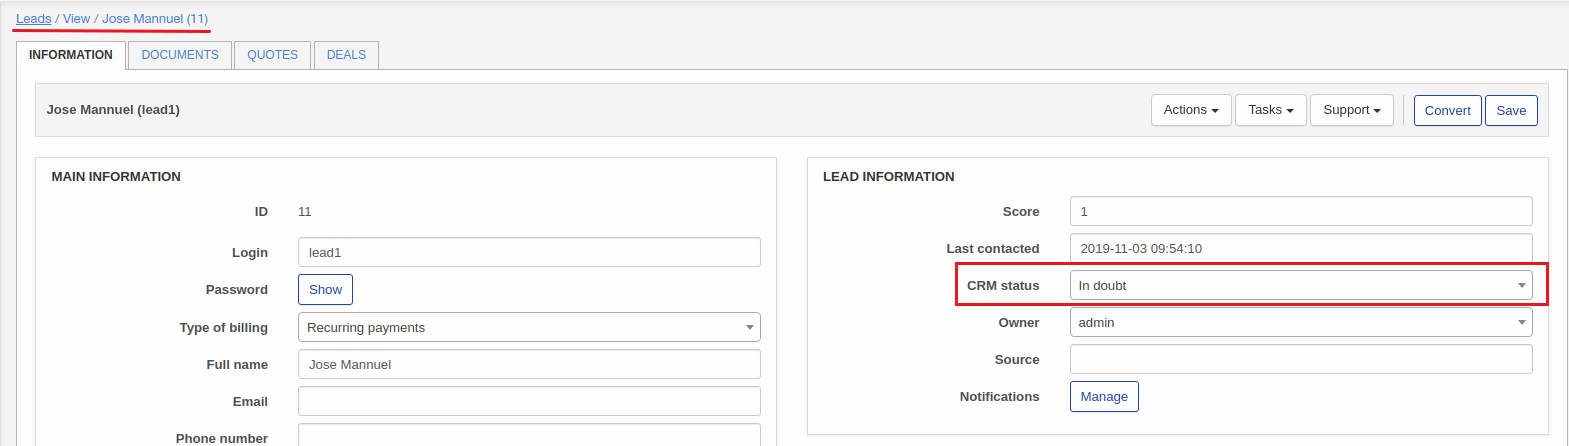 Leads / View / Jose Mannuel (11)
INFORMATION DOCUMENTS QUOTES DEALS
Jose Mannuel (lead1) Actions Tasks Support Convert Save
MAIN INFORMATION
ID 11
Login lead1
Password Show
Type of billing Recurring payments
Full name Jose Mannuel
Email
Phone number
LEAD INFORMATION
Score 1
Last contacted 2019-11-03 09:54:10
CRM status In doubt
Owner admin
Source
Notifications Manage